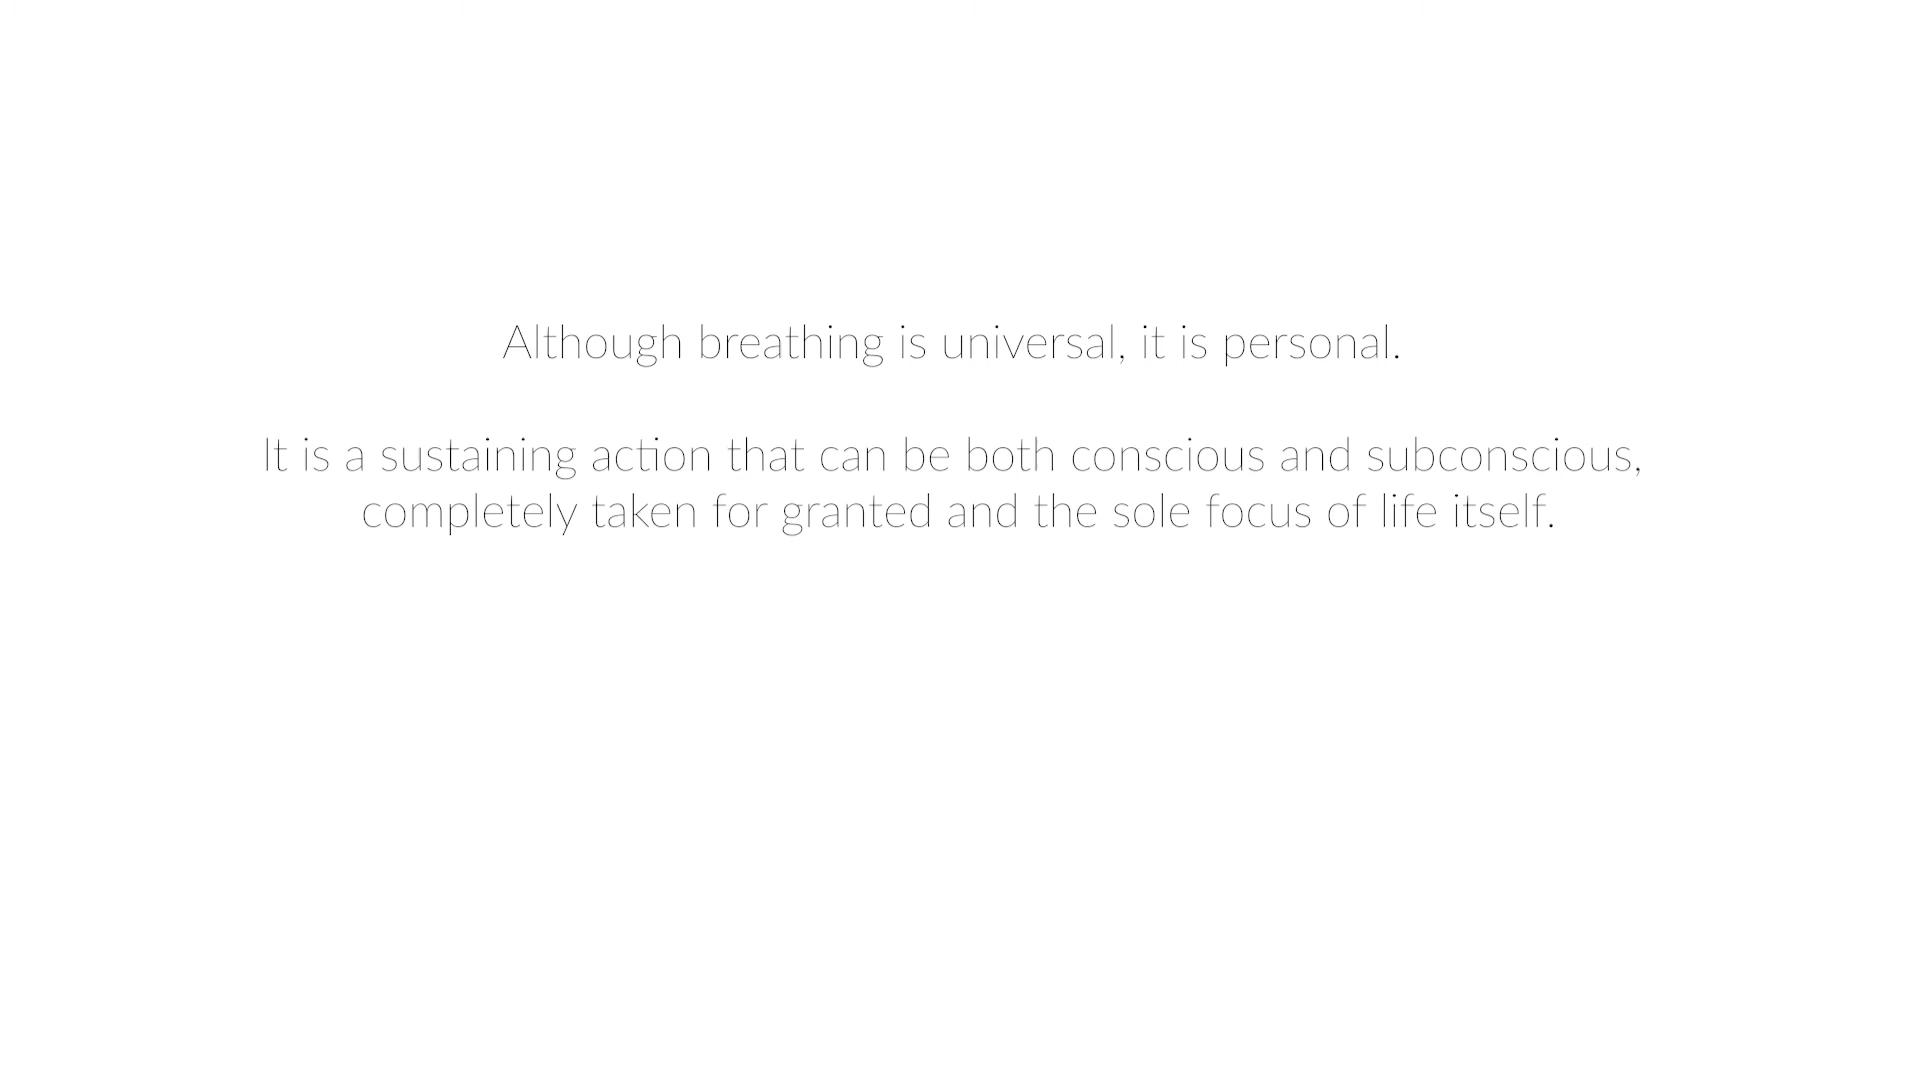 Although breathing is universal, it is personal.
It is a sustaining action that can be both conscious and subconscious,
completely taken for granted and the sole focus of life itself.